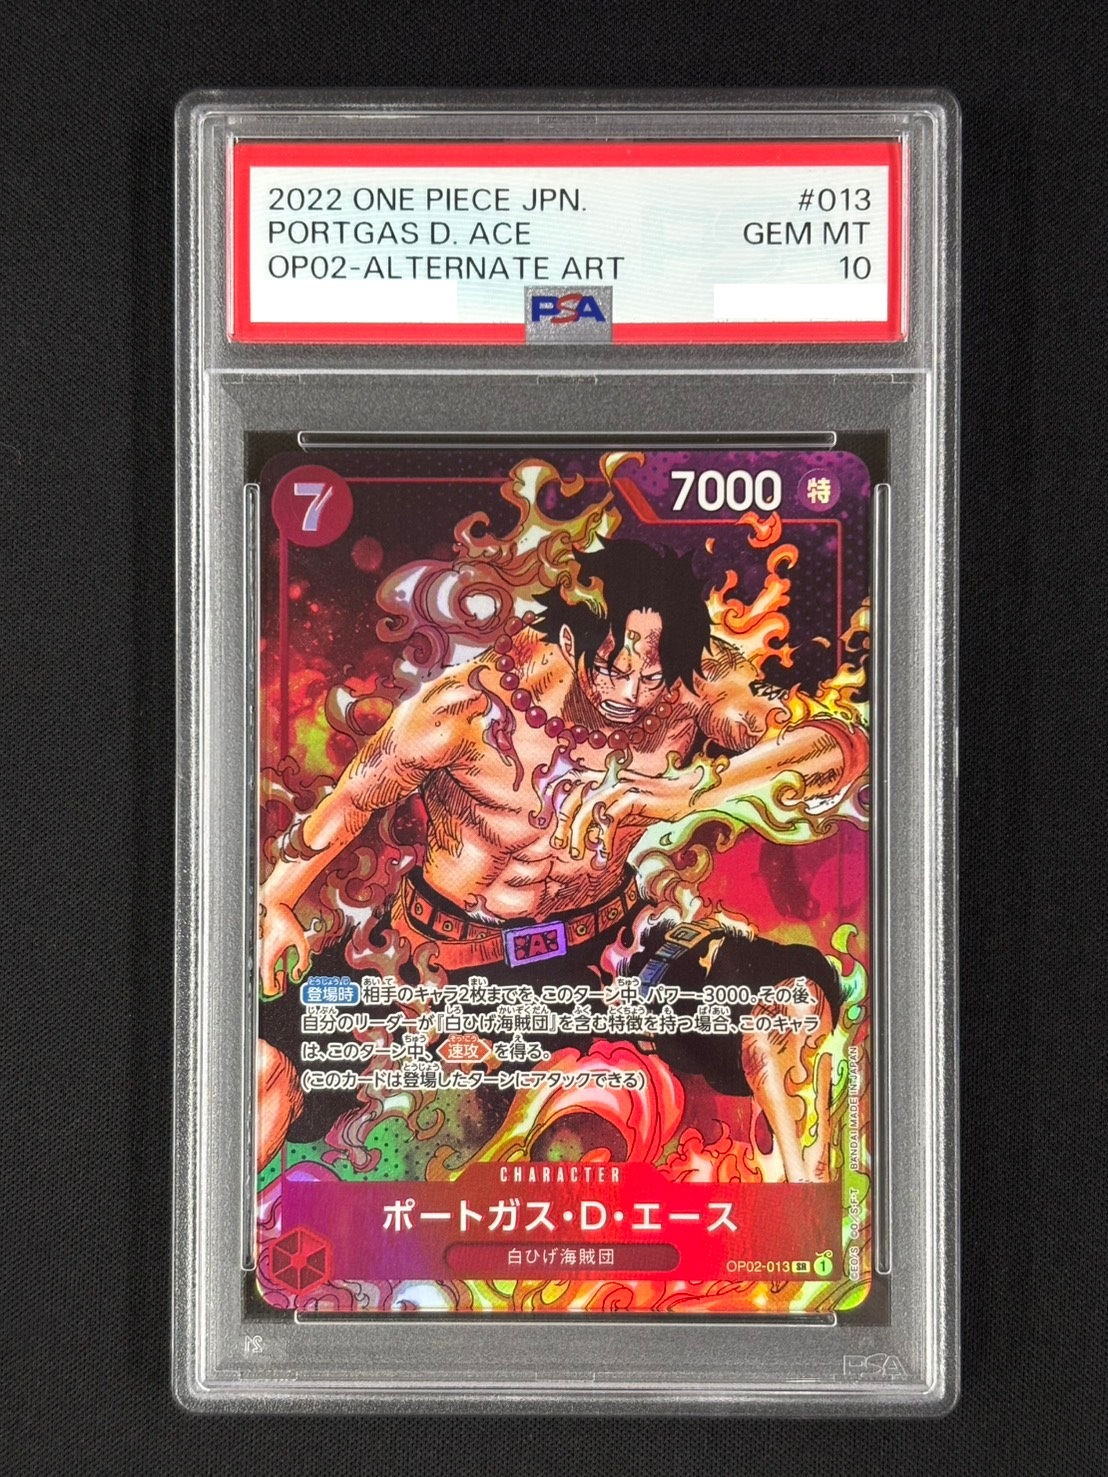 2022 ONE PIECE JPN. #013
PORTGAS D. ACE GEM MT
OP02-ALTERNATE ART 10
PSA
7
7000 特
登場時 相手のキャラ2枚までを、このターン中、パワー-3000。その後、
自分のリーダーが『白ひげ海賊団』を含む特徴を持つ場合、このキャラ
は、このターン中、速攻を得る。
(このカードは登場したターンにアタックできる)
CHARACTER
ポートガス・D・エース
白ひげ海賊団
OP02-013 SR 1
©E.O/S. ©O./S,F,T BANDAI MADE IN JAPAN
A
21
PSA